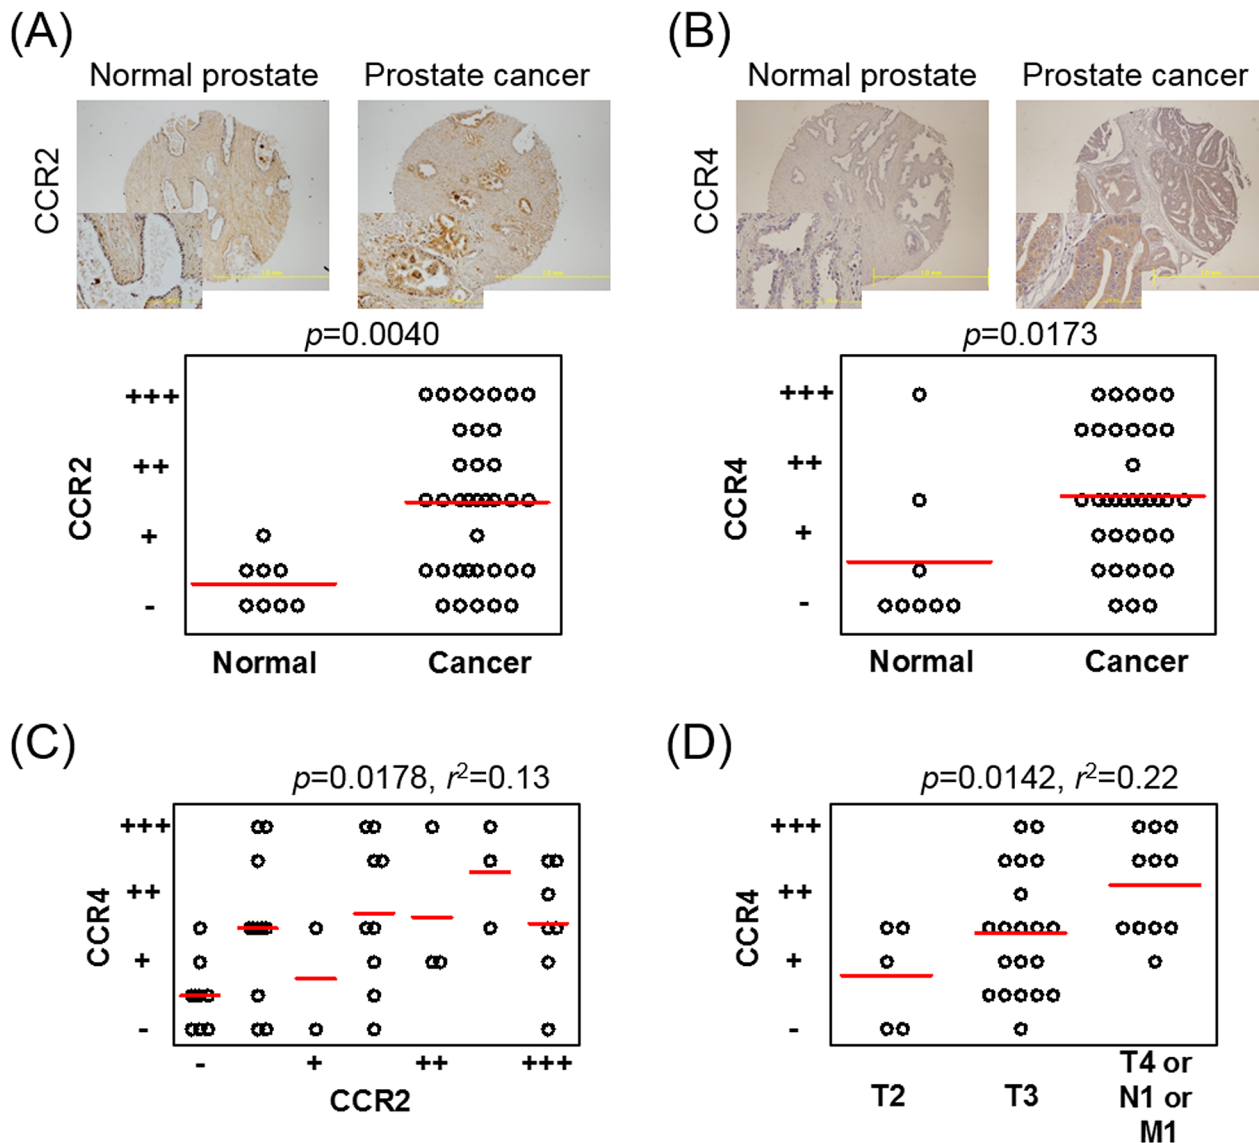 (A)
Normal prostate
Prostate cancer
CCR2
p=0.0040
+++
++
+
-
CCR2
Normal
Cancer
(B)
Normal prostate
Prostate cancer
CCR4
p=0.0173
+++
++
+
-
CCR4
Normal
Cancer
(C)
p=0.0178, r²=0.13
+++
++
+
-
CCR4
-
+
++
+++
CCR2
(D)
p=0.0142, r²=0.22
+++
++
+
-
CCR4
T2
T3
T4 or
N1 or
M1